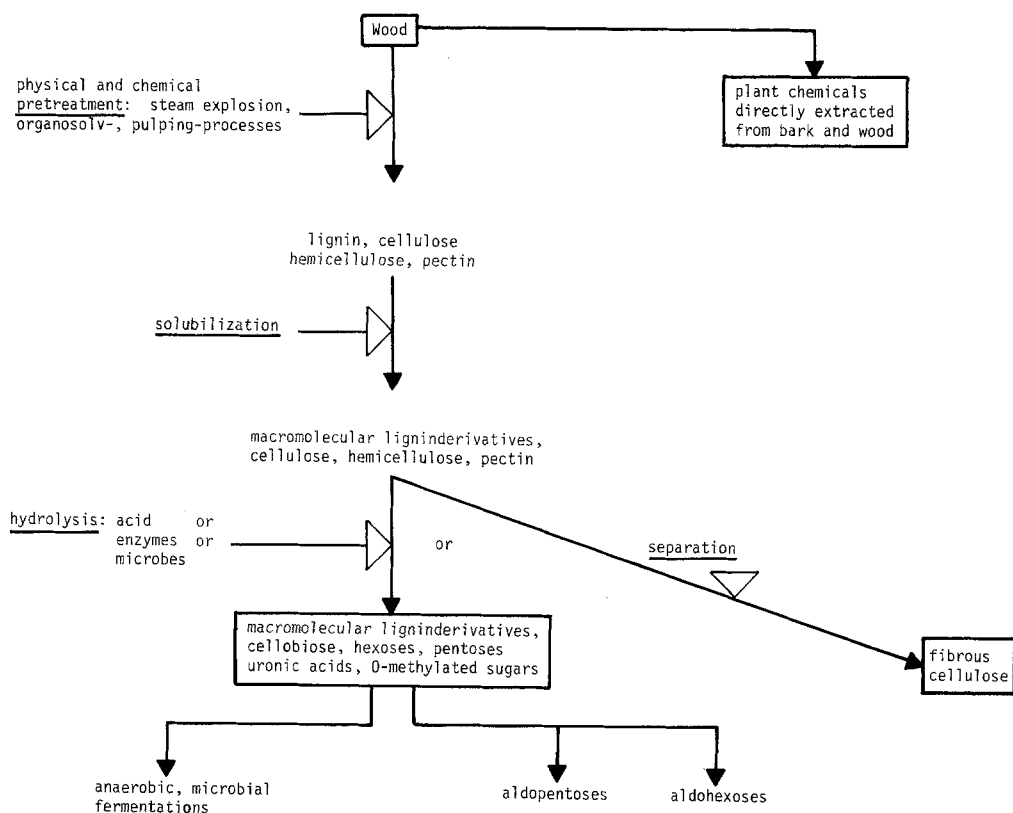 Wood
physical and chemical
pretreatment: steam explosion,
organosolv-, pulping-processes
plant chemicals
directly extracted
from bark and wood
lignin, cellulose
hemicellulose, pectin
solubilization
macromolecular ligninderivatives,
cellulose, hemicellulose, pectin
hydrolysis: acid or
enzymes or
microbes
or
separation
macromolecular ligninderivatives,
cellobiose, hexoses, pentoses
uronic acids, O-methylated sugars
fibrous
cellulose
anaerobic, microbial
fermentations
aldopentoses
aldohexoses